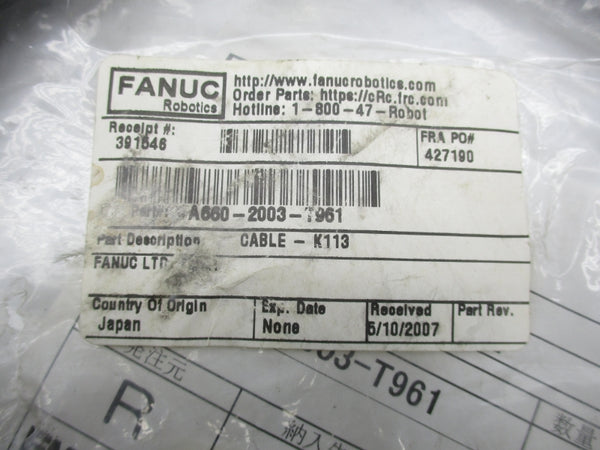 FANUC
Robotics
http://www.fanucrobotics.com
Order Parts: https://cRc.frc.com
Hotline: 1-800-47-Robot
Receipt #:
391546
FRA PO#
427190
A660-2003-T961
Part Description CABLE - K113
FANUC LTD
Country Of Origin
Japan
Exp. Date
None
Received
5/10/2007
Part Rev.
03-T961
発注元
R
納入
数量